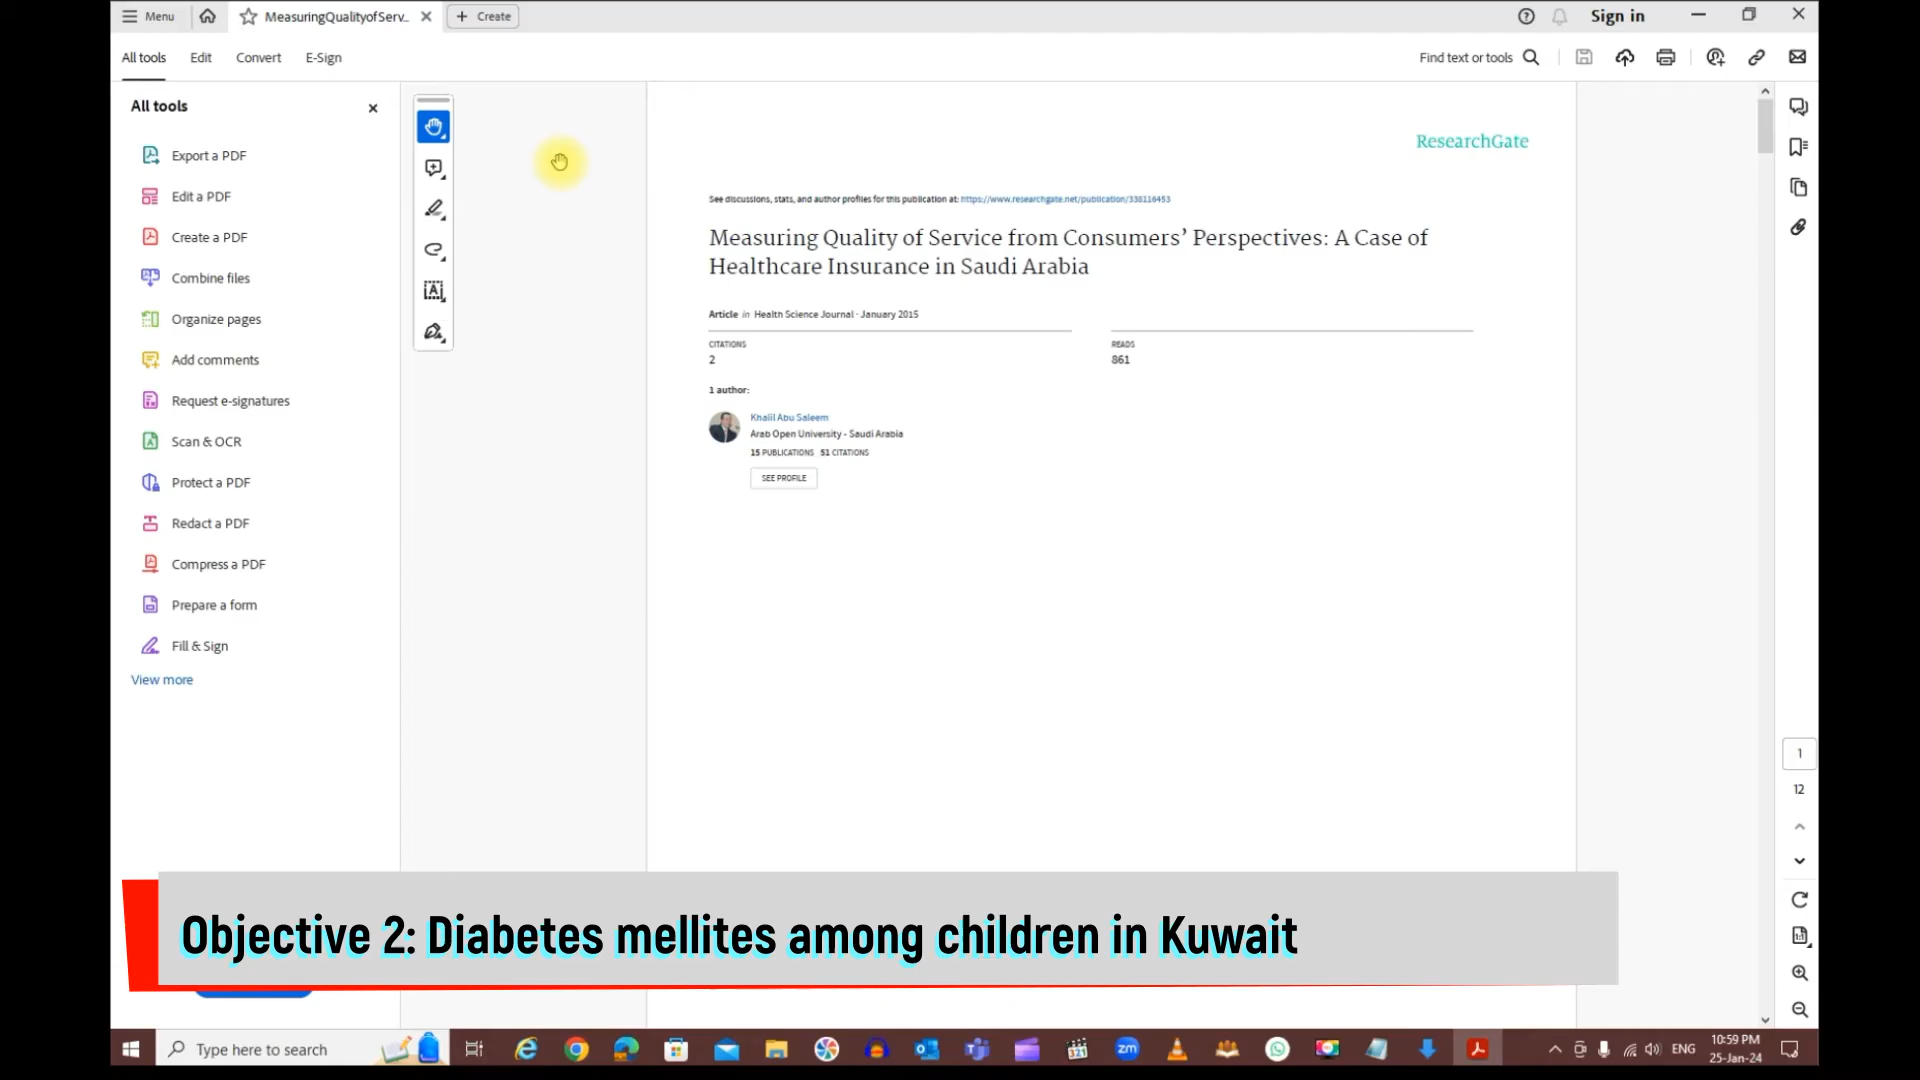 Menu
MeasuringQualityofServ...
Create
Sign in
All tools
Edit
Convert
E-Sign
Find text or tools
All tools
Export a PDF
Edit a PDF
Create a PDF
Combine files
Organize pages
Add comments
Request e-signatures
Scan & OCR
Protect a PDF
Redact a PDF
Compress a PDF
Prepare a form
Fill & Sign
View more
ResearchGate
See discussions, stats, and author profiles for this publication at: https://www.researchgate.net/publication/338116453
Measuring Quality of Service from Consumers’ Perspectives: A Case of
Healthcare Insurance in Saudi Arabia
Article in Health Science Journal · January 2015
CITATIONS
2
READS
861
1 author:
Khalil Abu Saleem
Arab Open University - Saudi Arabia
15 PUBLICATIONS 51 CITATIONS
SEE PROFILE
1
12
Objective 2: Diabetes mellites among children in Kuwait
Type here to search
zm
ENG
10:59 PM
25-Jan-24